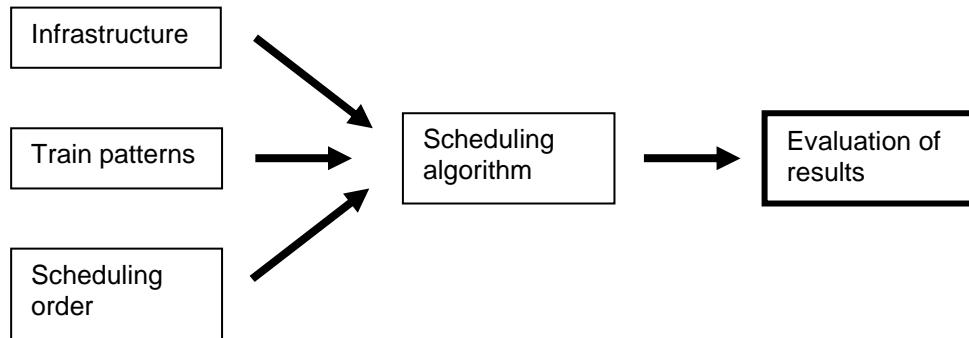 Infrastructure
Train patterns
Scheduling
order
Scheduling
algorithm
Evaluation of
results